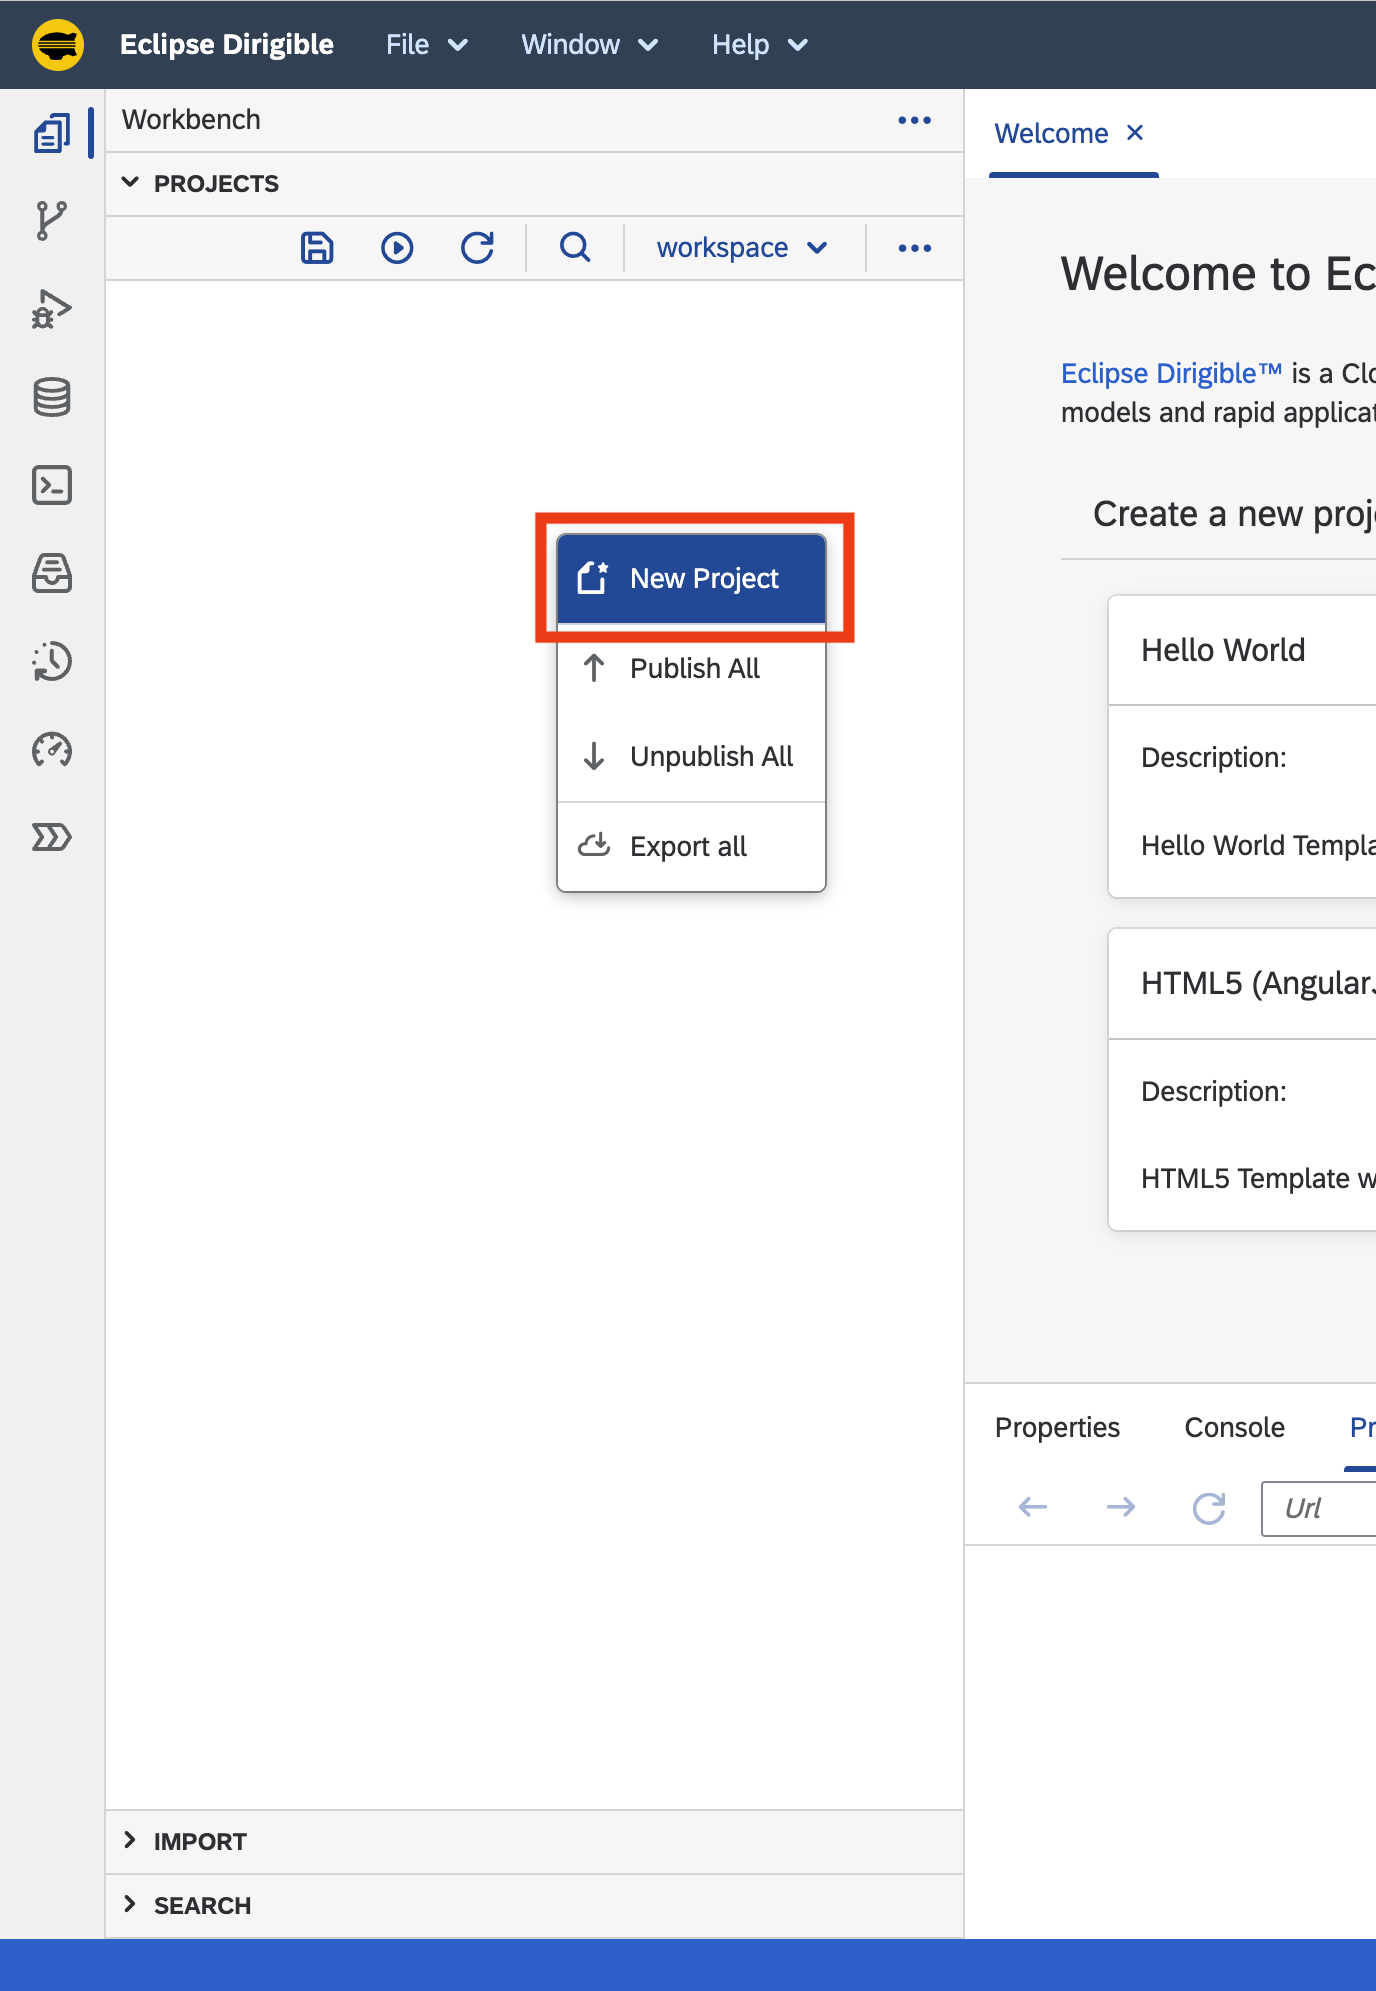 Eclipse Dirigible File Window Help
Workbench
PROJECTS
workspace
New Project
Publish All
Unpublish All
Export all
IMPORT
SEARCH
Welcome
Welcome to Ec
Eclipse Dirigible™ is a Clo
models and rapid applicat
Create a new proj
Hello World
Description:
Hello World Templa
HTML5 (AngularJ
Description:
HTML5 Template w
Properties Console Pr
Url